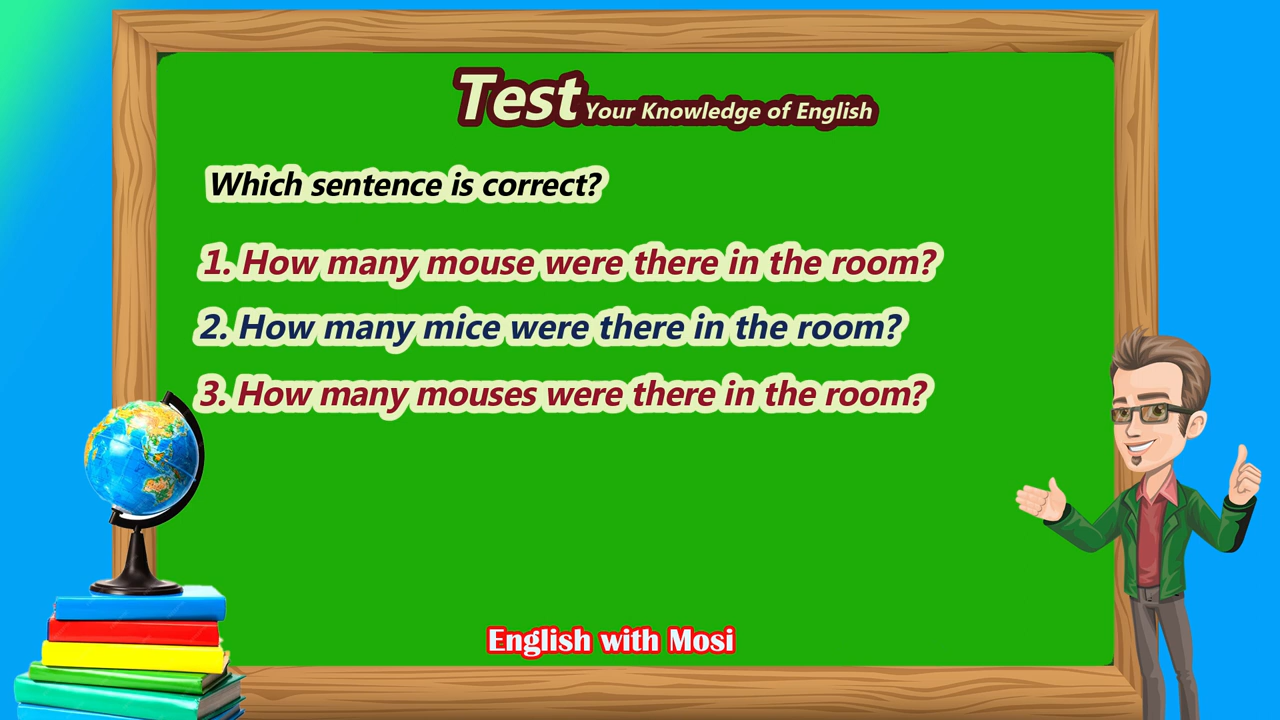 Test Your Knowledge of English
Which sentence is correct?
1. How many mouse were there in the room?
2. How many mice were there in the room?
3. How many mouses were there in the room?
English with Mosi